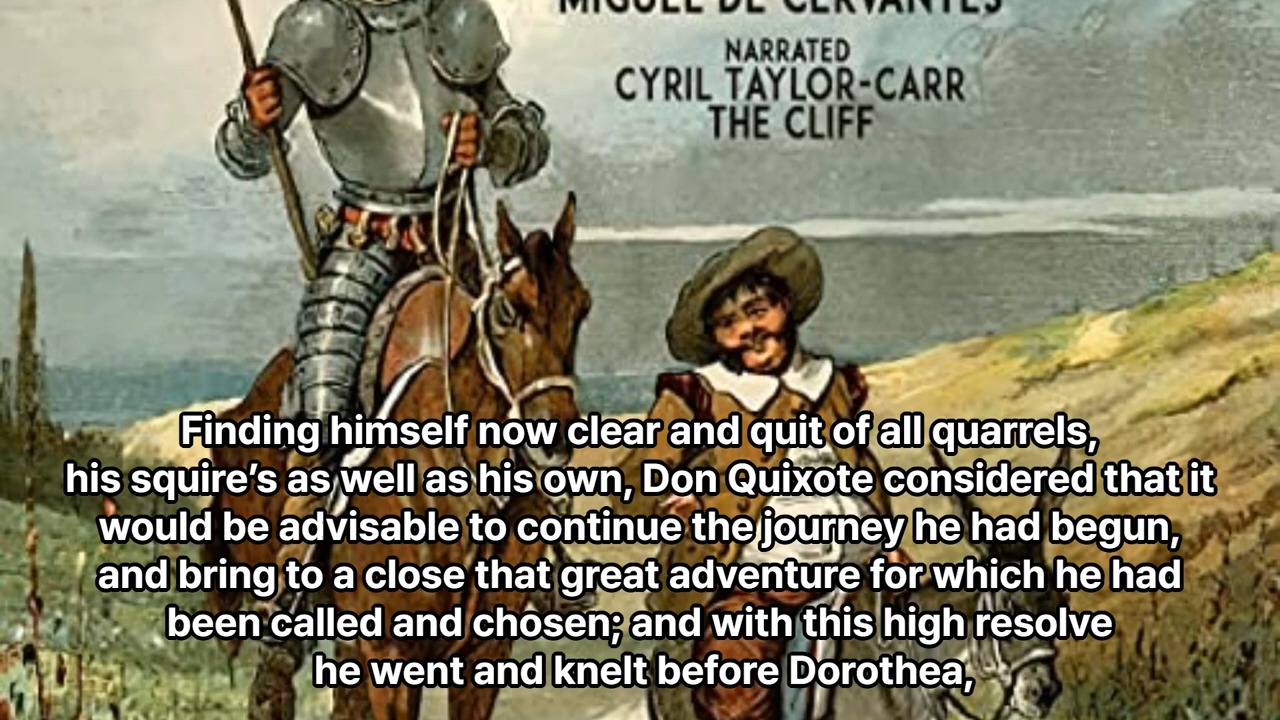 MIGUEL DE CERVANTES
NARRATED
CYRIL TAYLOR-CARR
THE CLIFF
Finding himself now clear and quit of all quarrels,
his squire’s as well as his own, Don Quixote considered that it
would be advisable to continue the journey he had begun,
and bring to a close that great adventure for which he had
been called and chosen; and with this high resolve
he went and knelt before Dorothea,